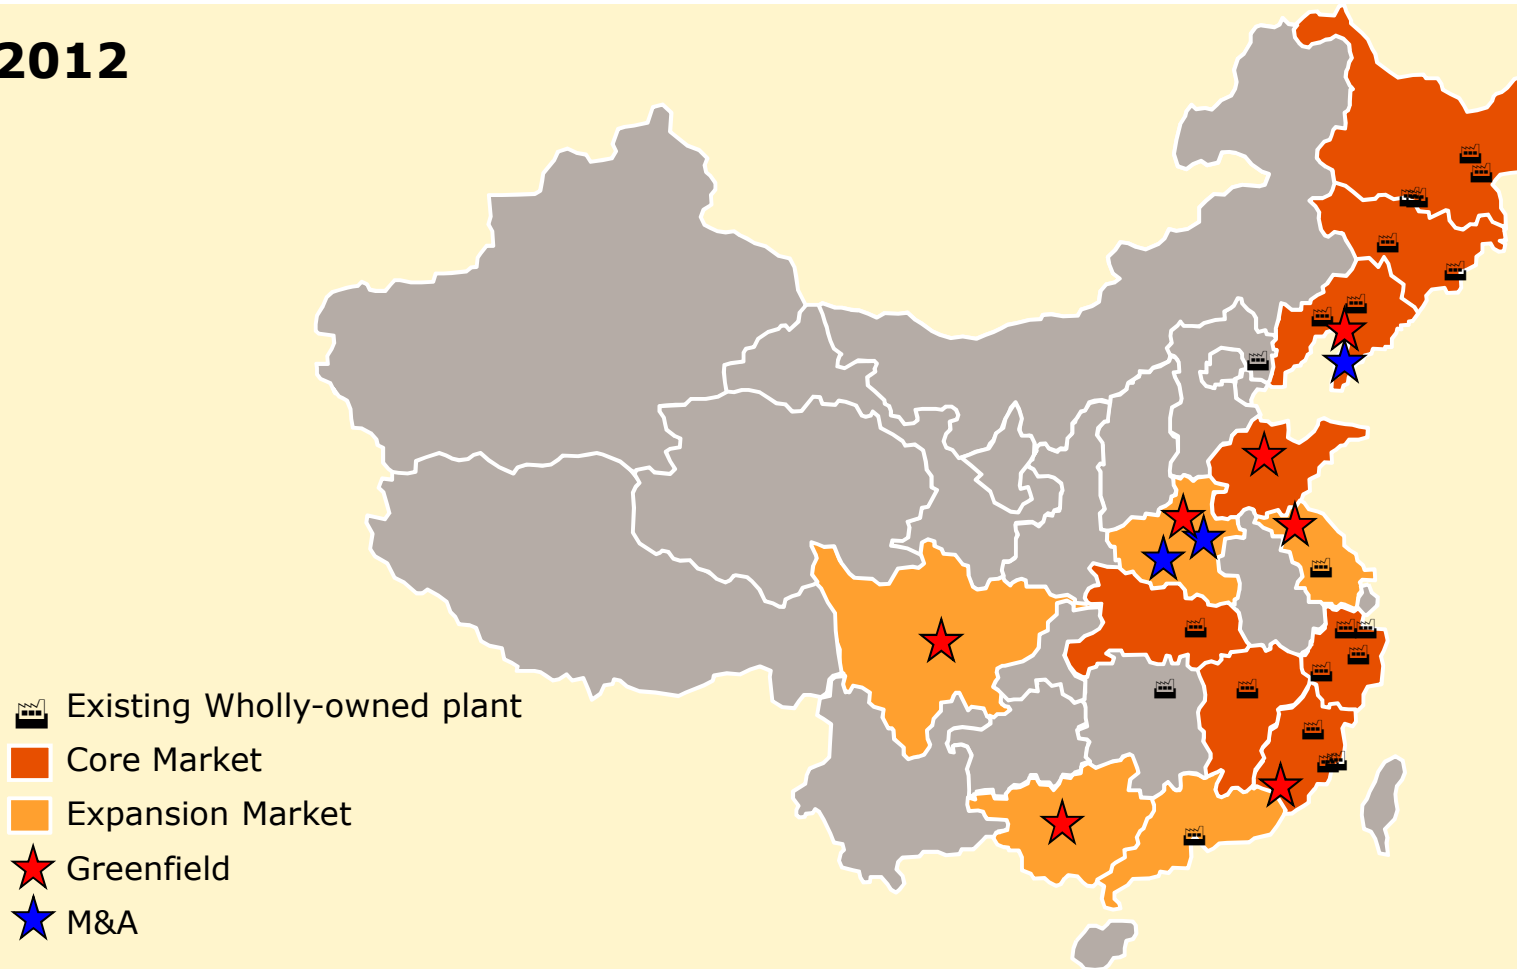 2012
Existing Wholly-owned plant
Core Market
Expansion Market
Greenfield
M&A